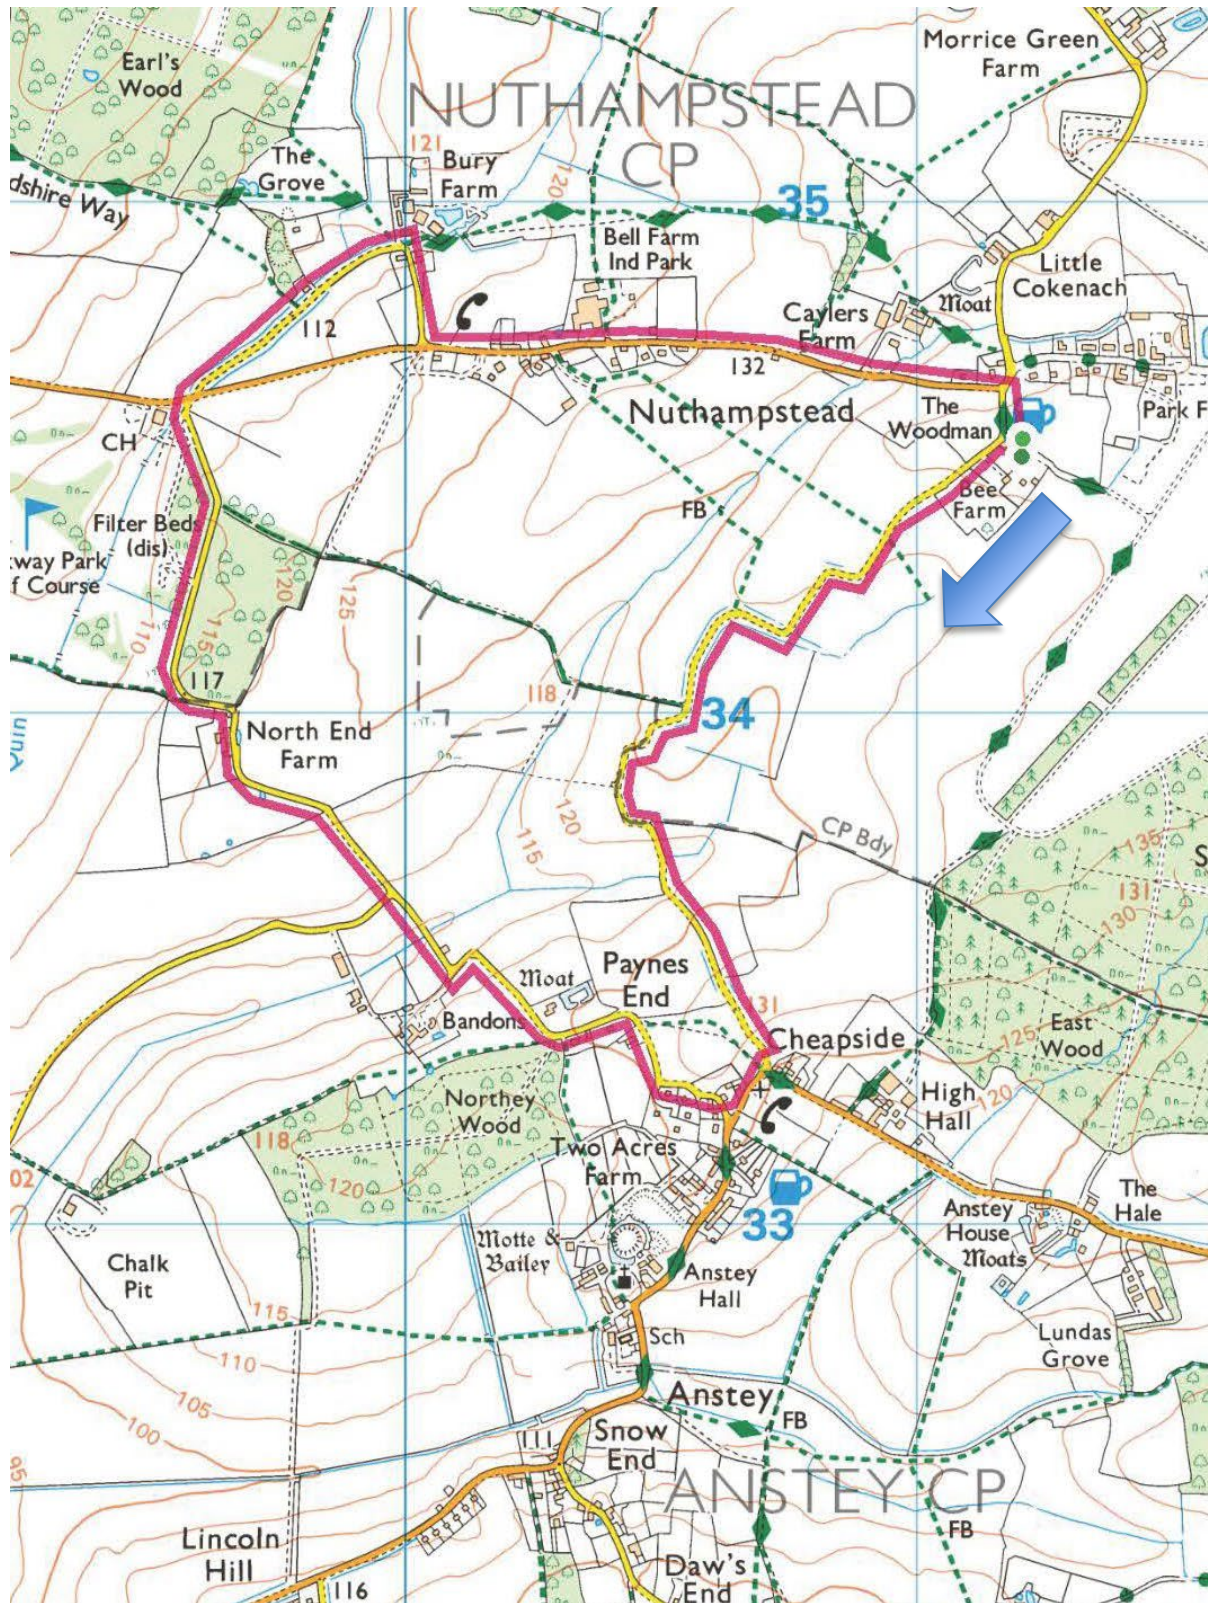 Morrice Green
Farm
Earl's
Wood
NUTHAMPSTEAD
CP
The
Grove
121
Bury
Farm
120
35
dshire Way
Bell Farm
Ind Park
Little
Cokenach
Moat
Caylers
Farm
112
132
Nuthampstead
The
Woodman
Park F
CH
Bee
Farm
FB
Filter Beds
(dis)
way Park
f Course
120
125
110
115
117
118
34
North End
Farm
120
115
CP Bdy
135
S
131
130
Paynes
End
Moat
131
Bandons
Cheapside
125
East
Wood
High
Hall
120
Northey
Wood
118
Two Acres
Farm
120
02
33
The
Hale
Anstey
House
Moats
Motte &
Bailey
Chalk
Pit
Anstey
Hall
115
Sch
Lundas
Grove
110
105
Anstey
100
FB
111
Snow
End
95
ANSTEY CP
FB
Lincoln
Hill
Daw's
End
116